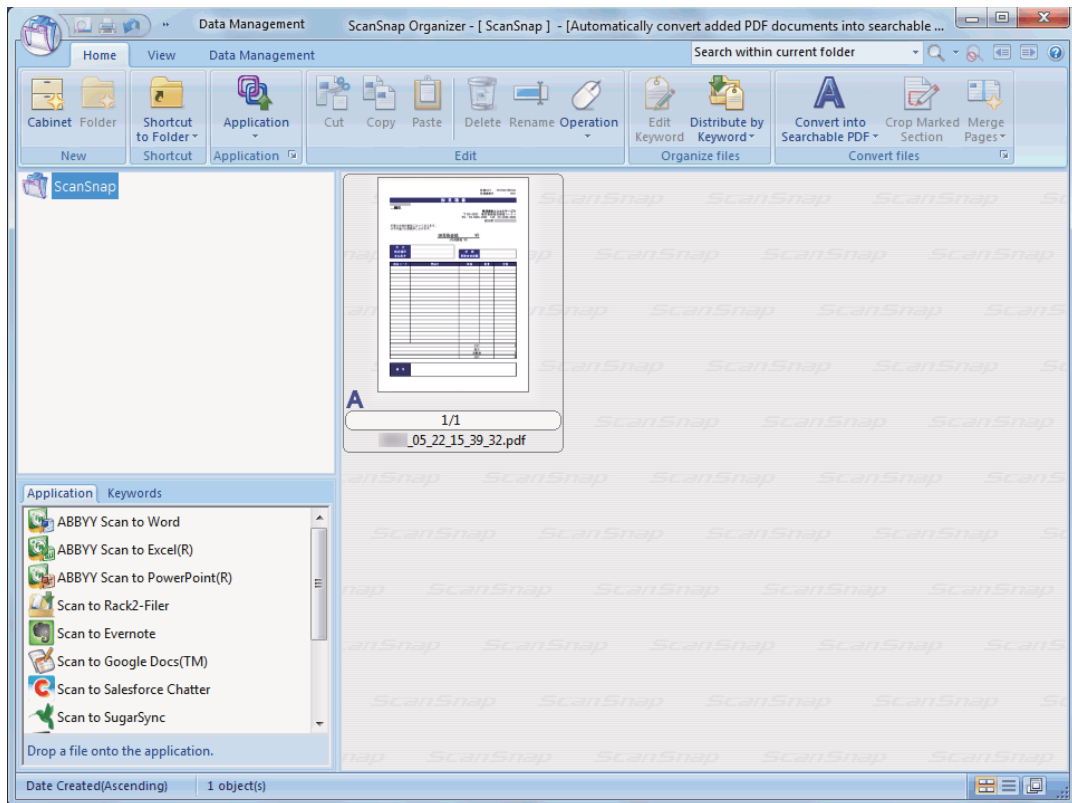 Data Management
ScanSnap Organizer - [ ScanSnap ] - [Automatically convert added PDF documents into searchable ...
Home View Data Management
Search within current folder
Cabinet Folder
Shortcut to Folder
Application
Cut Copy Paste Delete Rename Operation
Edit Keyword
Distribute by Keyword
Convert into Searchable PDF
Crop Marked Section
Merge Pages
New Shortcut Application Edit Organize files Convert files
ScanSnap
A
1/1
_05_22_15_39_32.pdf
Application Keywords
ABBYY Scan to Word
ABBYY Scan to Excel(R)
ABBYY Scan to PowerPoint(R)
Scan to Rack2-Filer
Scan to Evernote
Scan to Google Docs(TM)
Scan to Salesforce Chatter
Scan to SugarSync
Drop a file onto the application.
Date Created(Ascending) 1 object(s)